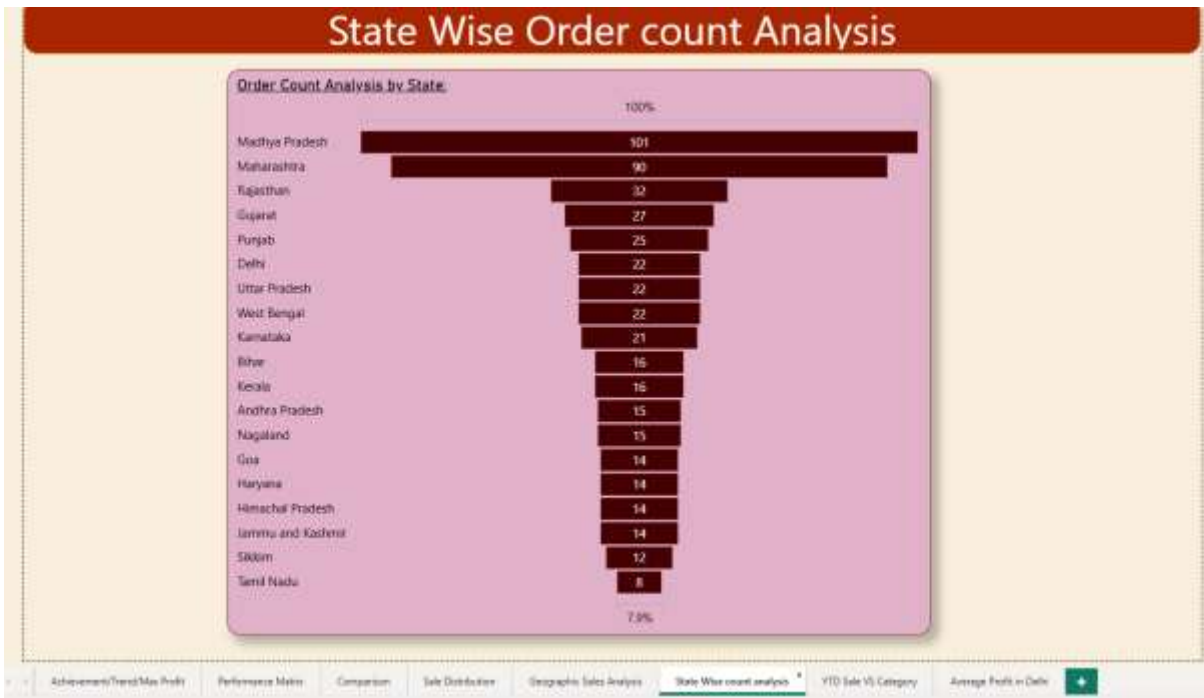 State Wise Order count Analysis
Order Count Analysis by State.
100%
Madhya Pradesh 101
Maharashtra 90
Rajasthan 32
Gujarat 27
Punjab 25
Delhi 22
Uttar Pradesh 22
West Bengal 22
Karnataka 21
Bihar 16
Kerala 16
Andhra Pradesh 15
Nagaland 15
Goa 14
Haryana 14
Himachal Pradesh 14
Jammu and Kashmir 14
Sikkim 12
Tamil Nadu 8
7.9%
Achievement/Trend/Max Profit Performance Matrix Comparison Sale Distribution Geographic Sales Analysis State Wise count analysis YTD Sale VS Category Average Profit in Delhi +